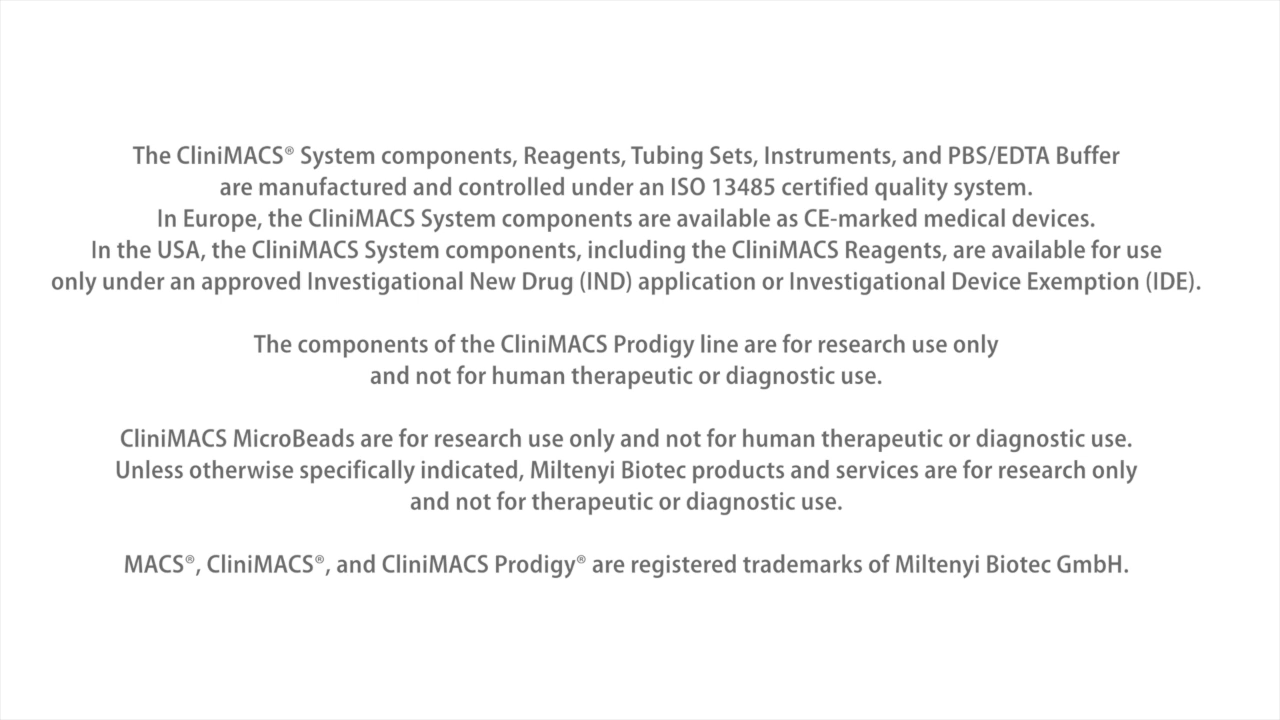 The CliniMACS® System components, Reagents, Tubing Sets, Instruments, and PBS/EDTA Buffer
are manufactured and controlled under an ISO 13485 certified quality system.
In Europe, the CliniMACS System components are available as CE-marked medical devices.
In the USA, the CliniMACS System components, including the CliniMACS Reagents, are available for use
only under an approved Investigational New Drug (IND) application or Investigational Device Exemption (IDE).
The components of the CliniMACS Prodigy line are for research use only
and not for human therapeutic or diagnostic use.
CliniMACS MicroBeads are for research use only and not for human therapeutic or diagnostic use.
Unless otherwise specifically indicated, Miltenyi Biotec products and services are for research only
and not for therapeutic or diagnostic use.
MACS®, CliniMACS®, and CliniMACS Prodigy® are registered trademarks of Miltenyi Biotec GmbH.